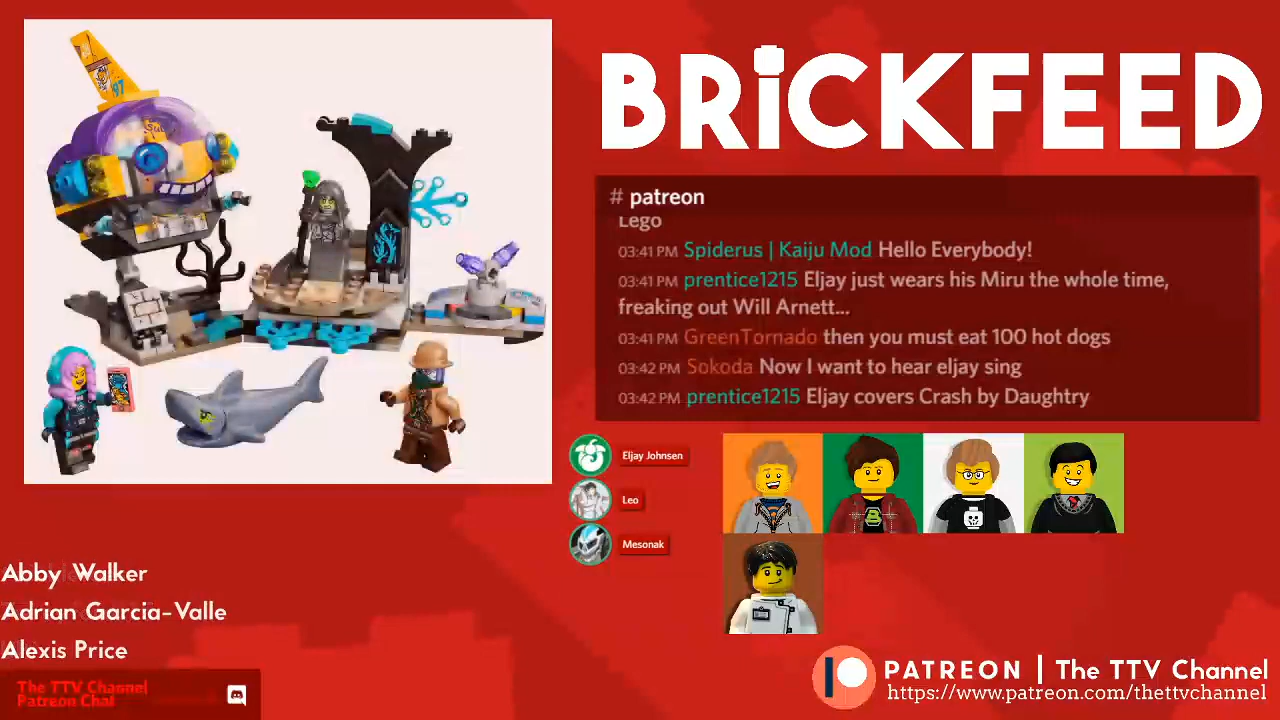 97
BRiCKFEED
# patreon
Lego
03:41 PM Spiderus | Kaiju Mod Hello Everybody!
03:41 PM prentice1215 Eljay just wears his Miru the whole time,
freaking out Will Arnett...
03:41 PM GreenTornado then you must eat 100 hot dogs
03:42 PM Sokoda Now I want to hear eljay sing
03:42 PM prentice1215 Eljay covers Crash by Daughtry
Eljay Johnsen
Leo
Mesonak
Abby Walker
Adrian Garcia-Valle
Alexis Price
The TTV Channel
Patreon Chat
PATREON | The TTV Channel
https://www.patreon.com/thettvchannel